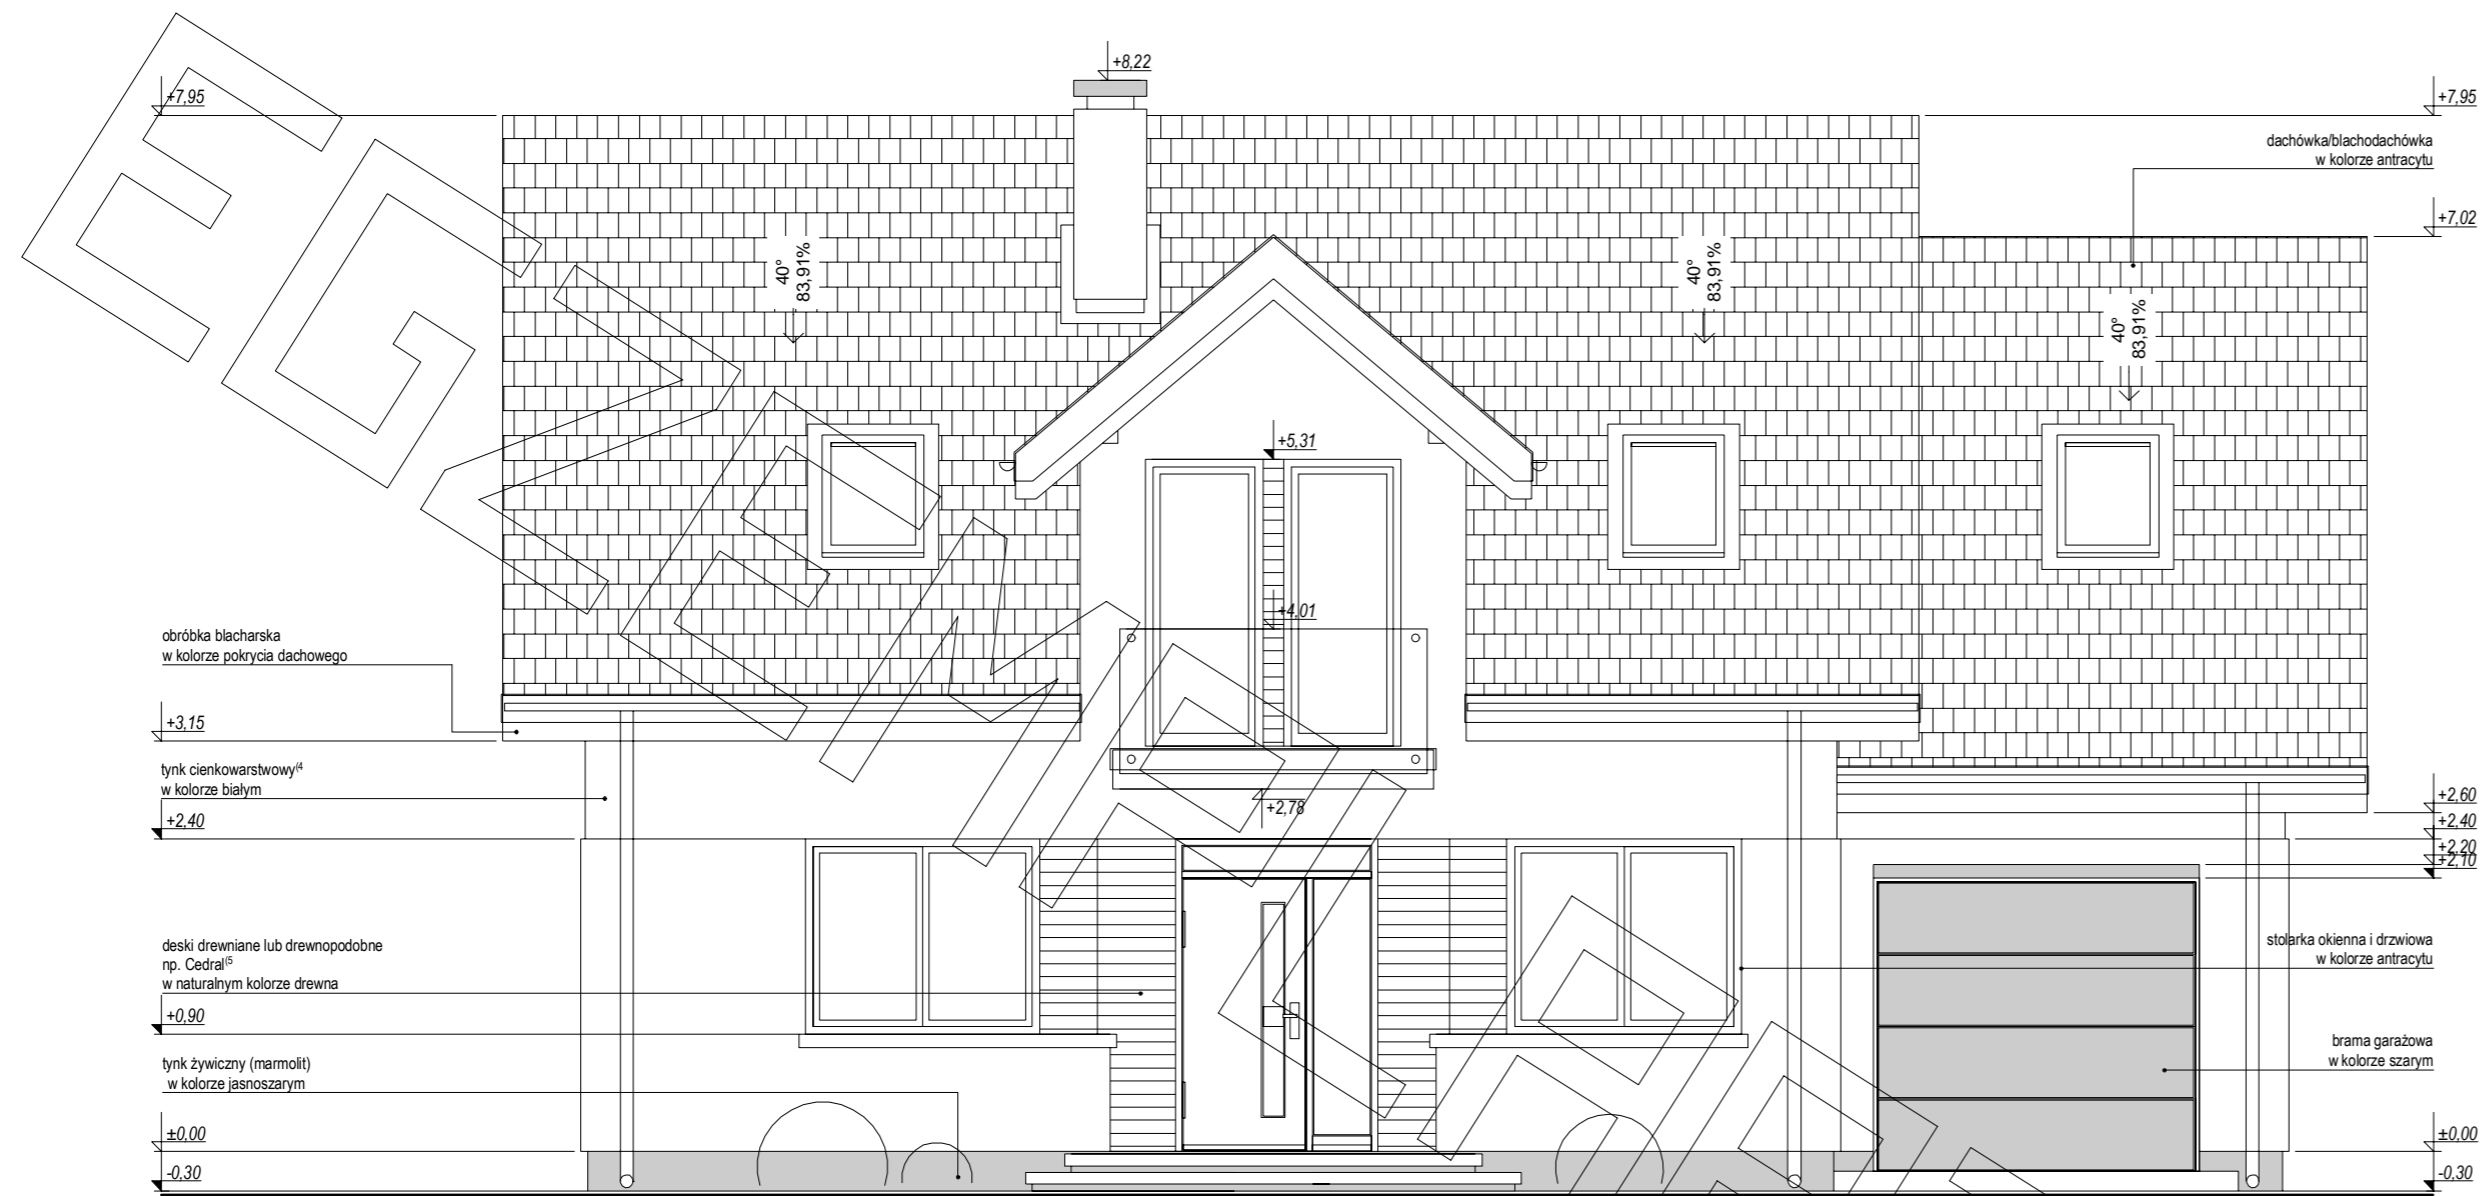 +8,22
+7,95
+7,95
dachówka/blachodachówka
w kolorze antracytu
+7,02
40°
83,91%
40°
83,91%
40°
83,91%
+5,31
+4,01
obróbka blacharska
w kolorze pokrycia dachowego
+3,15
tynk cienkowarstwowy⁽⁴
w kolorze białym
+2,78
+2,60
+2,40
+2,40
+2,20
+2,10
deski drewniane lub drewnopodobne
np. Cedral⁽⁵
w naturalnym kolorze drewna
stolarka okienna i drzwiowa
w kolorze antracytu
+0,90
brama garażowa
w kolorze szarym
tynk żywiczny (marmolit)
w kolorze jasnoszarym
±0,00
±0,00
-0,30
-0,30